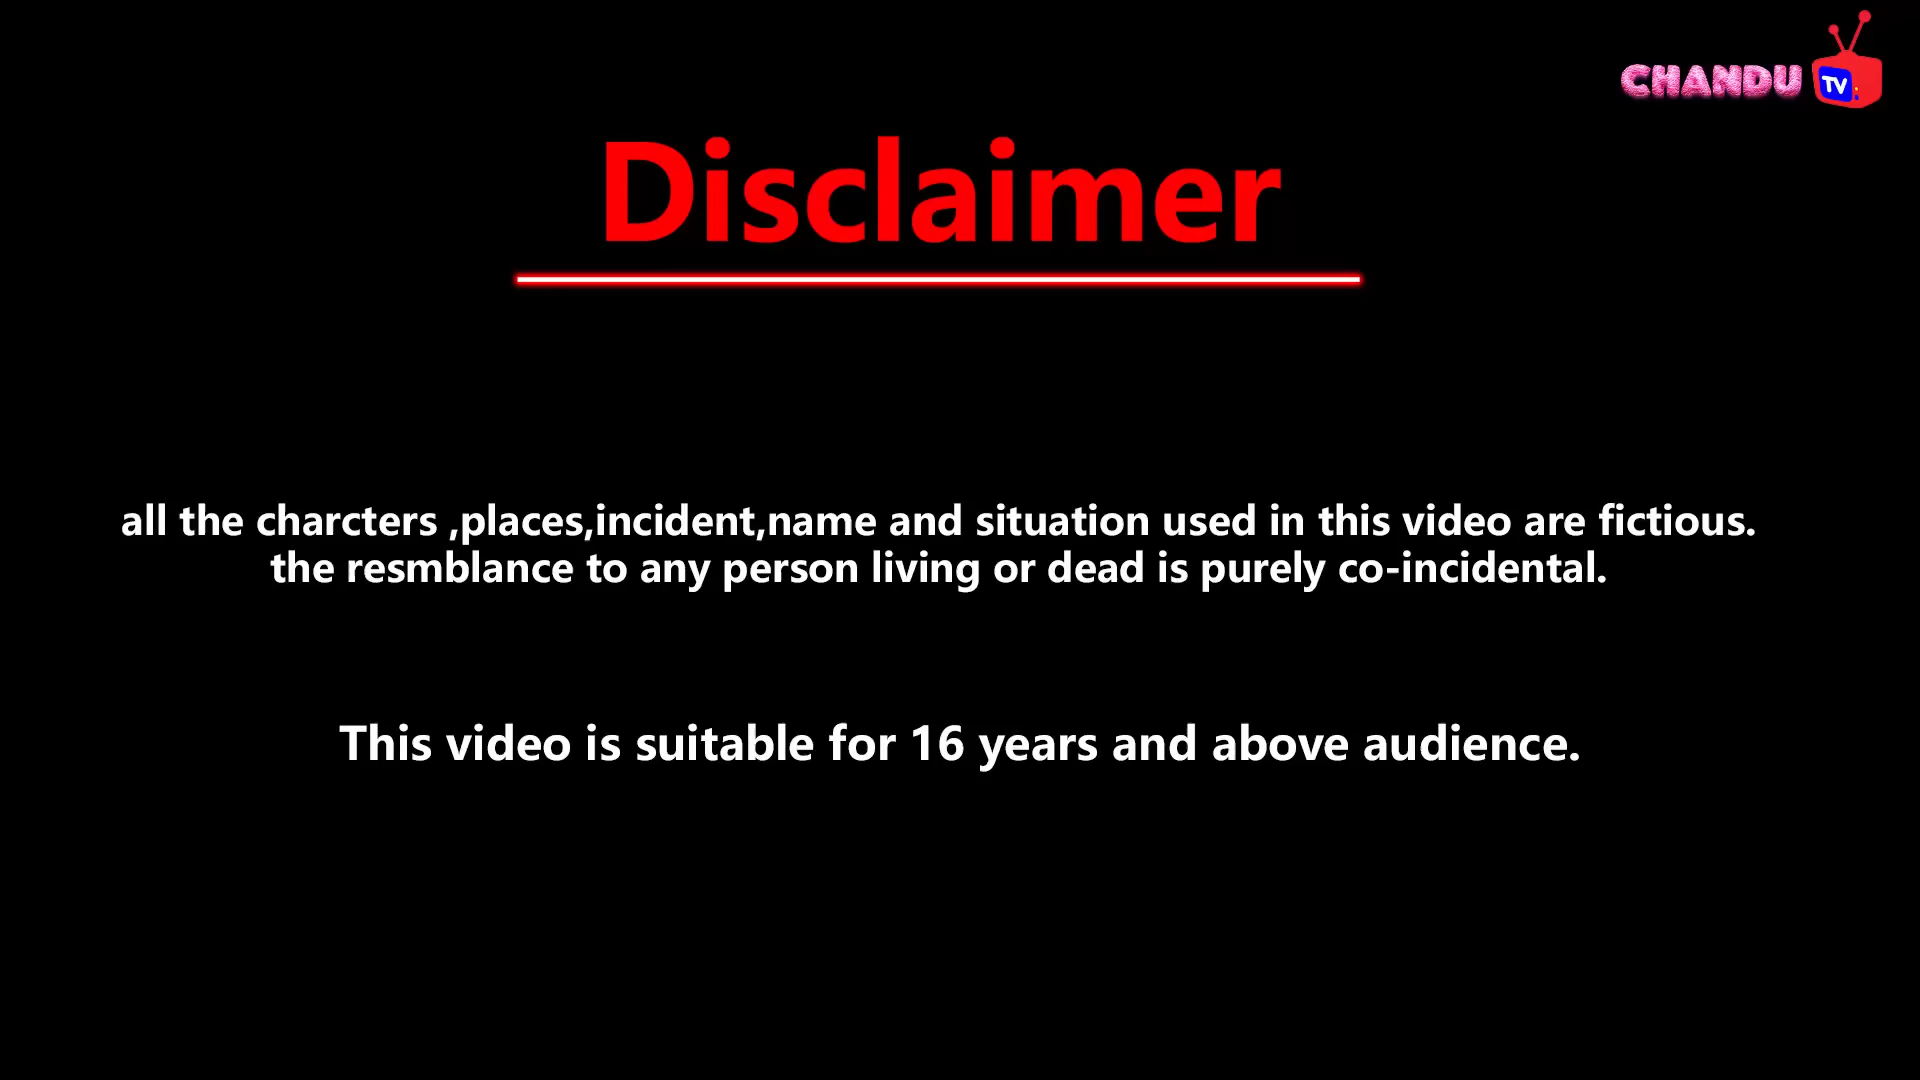 CHANDU TV
Disclaimer
all the charcters ,places,incident,name and situation used in this video are fictious.
the resmblance to any person living or dead is purely co-incidental.
This video is suitable for 16 years and above audience.